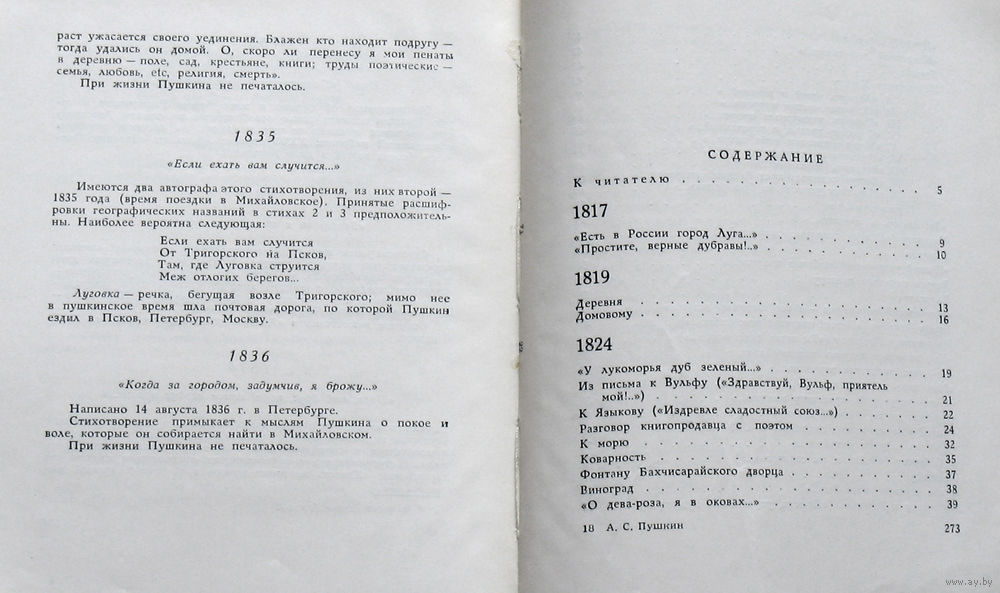 раст ужасается своего уединения. Блажен кто находит подругу —
тогда удались он домой. О, скоро ли перенесу я мои пенаты
в деревню — поле, сад, крестьяне, книги; труды поэтические —
семья, любовь, etc, религия, смерть».
При жизни Пушкина не печаталось.
1835
«Если ехать вам случится...»
Имеются два автографа этого стихотворения, из них второй —
1835 года (время поездки в Михайловское). Принятые расшиф-
ровки географических названий в стихах 2 и 3 предположитель-
ны. Наиболее вероятна следующая:
Если ехать вам случится
От Тригорского на Псков,
Там, где Луговка струится
Меж отлогих берегов...
Луговка — речка, бегущая возле Тригорского; мимо нее
в пушкинское время шла почтовая дорога, по которой Пушкин
ездил в Псков, Петербург, Москву.
1836
«Когда за городом, задумчив, я брожу...»
Написано 14 августа 1836 г. в Петербурге.
Стихотворение примыкает к мыслям Пушкина о покое и
воле, которые он собирается найти в Михайловском.
При жизни Пушкина не печаталось.
СОДЕРЖАНИЕ
К читателю . . . . . . . . . . . . . . . 5
1817
«Есть в России город Луга...» . . . . . . . . . . 9
«Простите, верные дубравы!..» . . . . . . . . . . 10
1819
Деревня . . . . . . . . . . . . . . . . . 13
Домовому . . . . . . . . . . . . . . . . 16
1824
«У лукоморья дуб зеленый...» . . . . . . . . . . 19
Из письма к Вульфу («Здравствуй, Вульф, приятель
мой!..») . . . . . . . . . . . . . . . . 21
К Языкову («Издревле сладостный союз...») . . . . . . 22
Разговор книгопродавца с поэтом . . . . . . . . . 24
К морю . . . . . . . . . . . . . . . . . 32
Коварность . . . . . . . . . . . . . . . . 35
Фонтану Бахчисарайского дворца . . . . . . . . . 37
Виноград . . . . . . . . . . . . . . . . 38
«О дева-роза, я в оковах...» . . . . . . . . . . . 39
18 А. С. Пушкин 273
www.ay.by